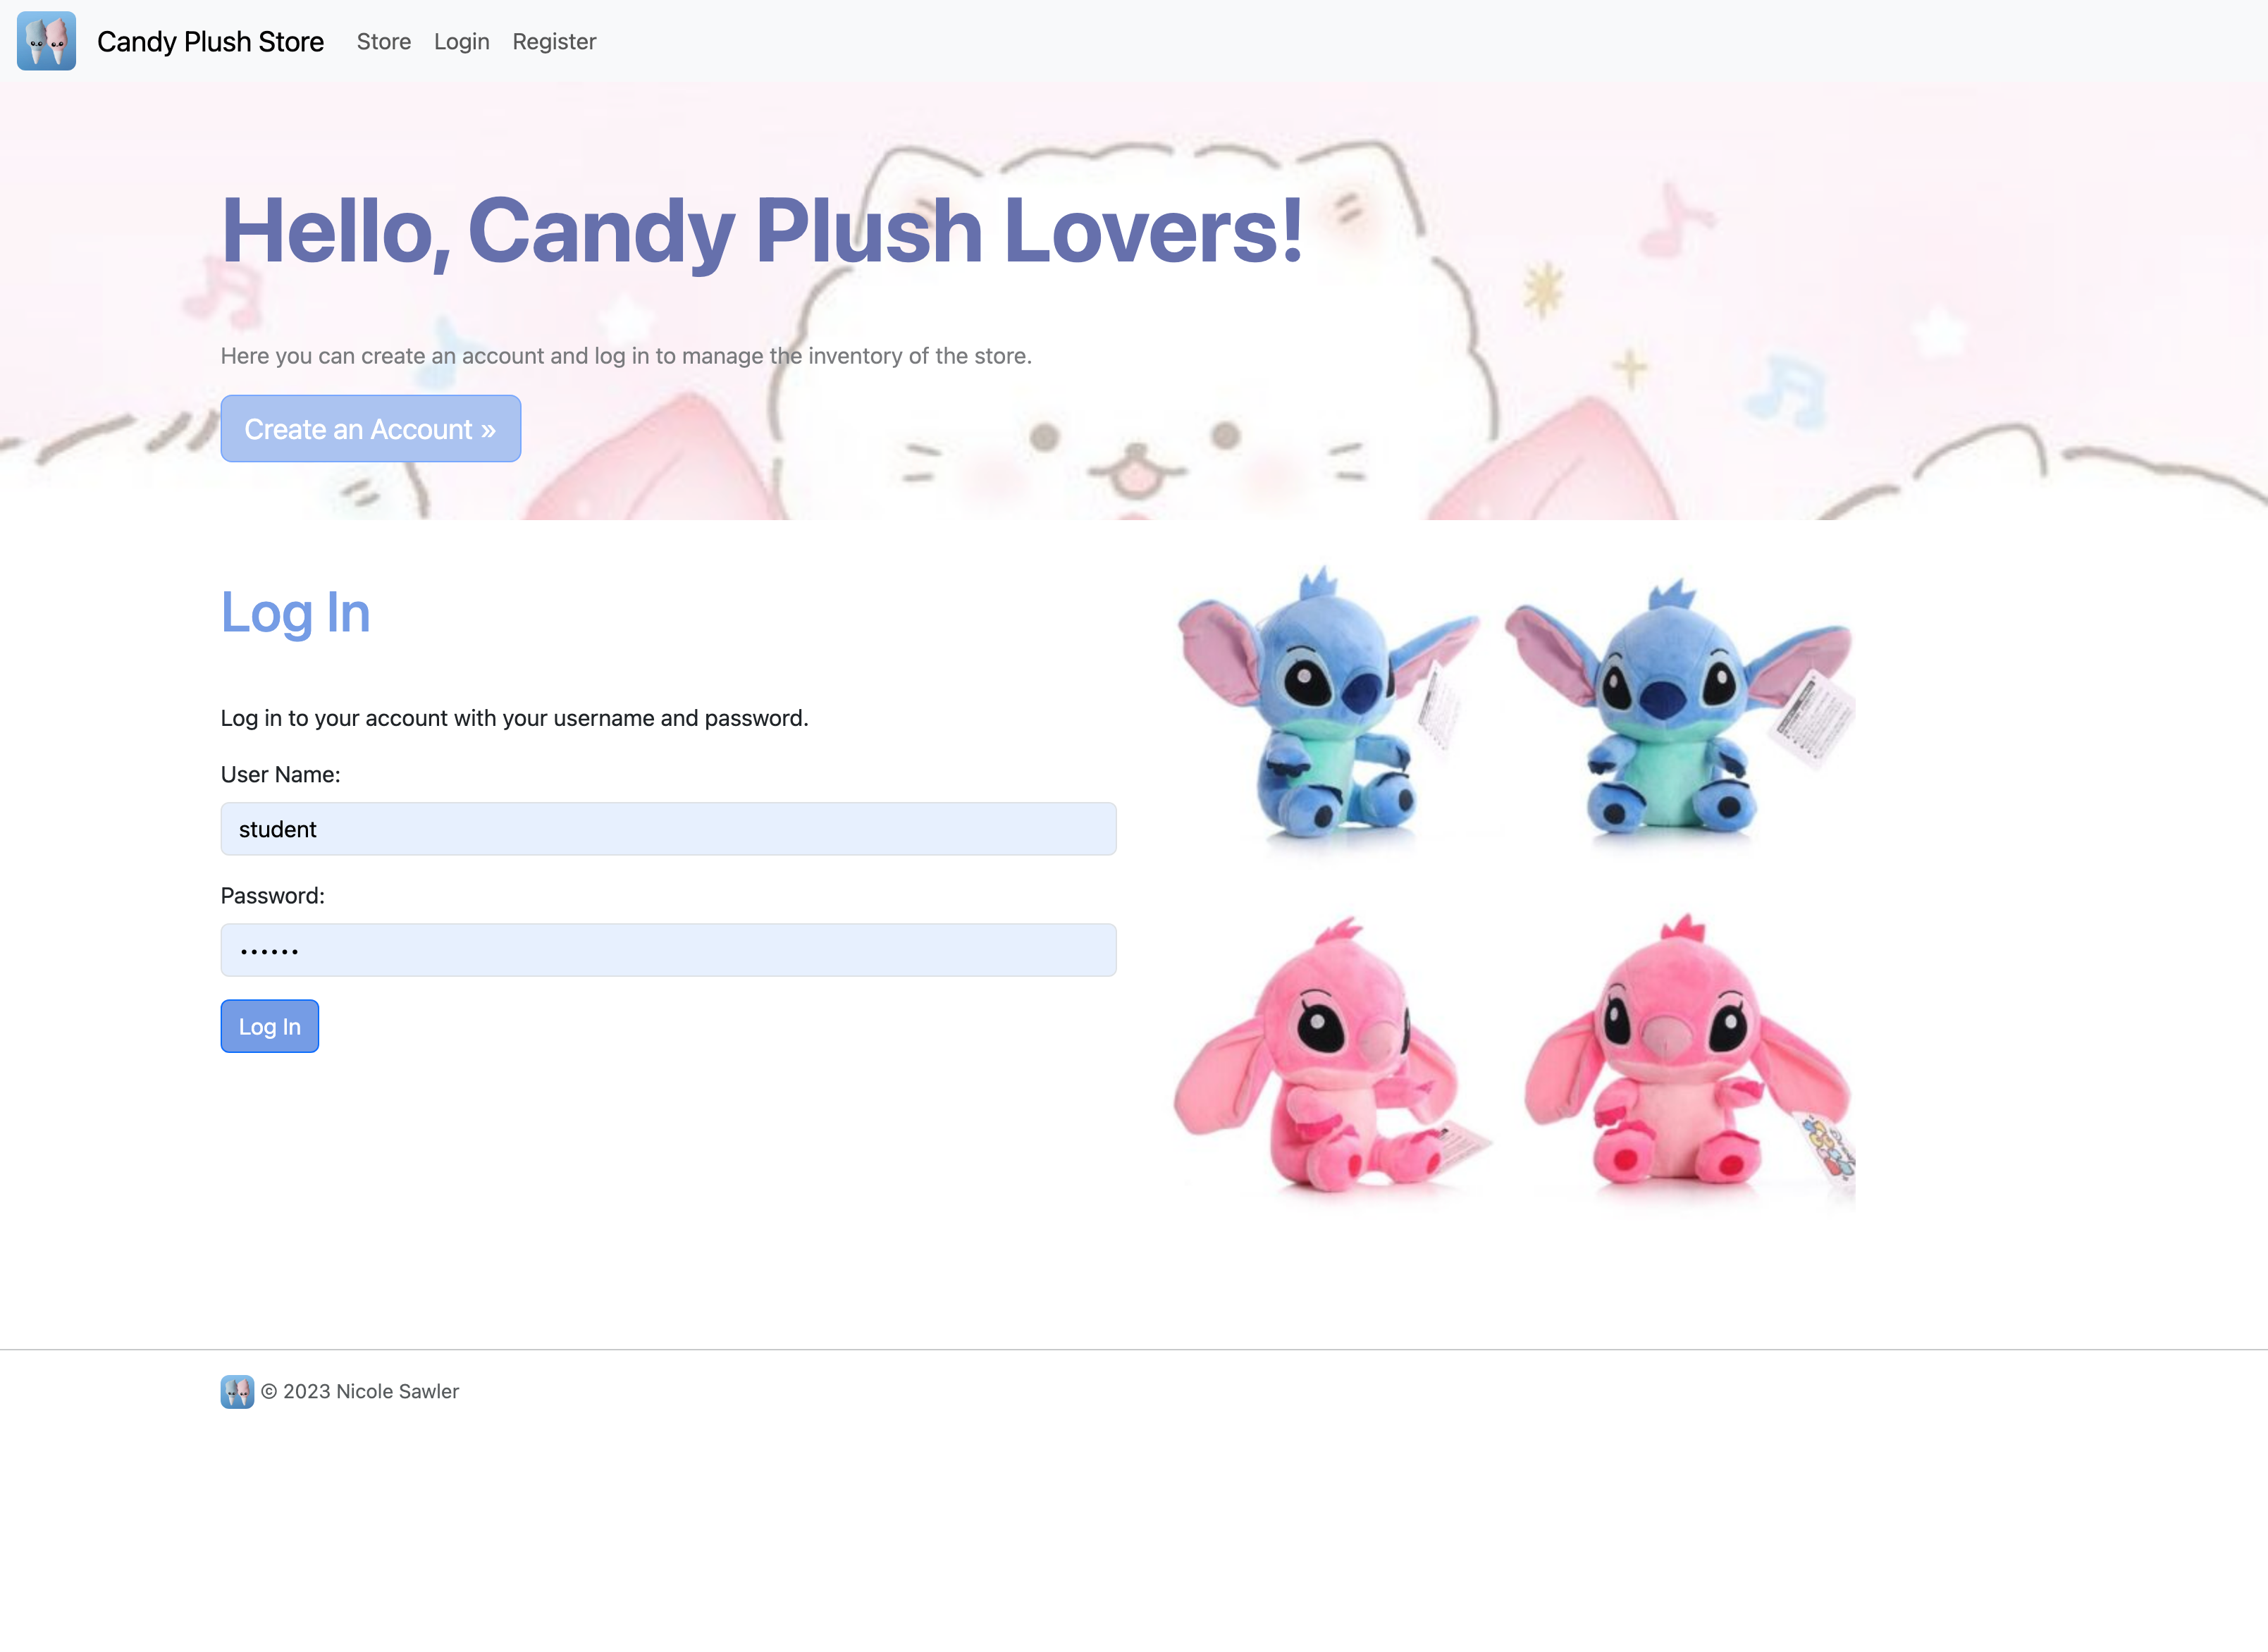 Candy Plush Store Store Login Register
Hello, Candy Plush Lovers!
Here you can create an account and log in to manage the inventory of the store.
Create an Account »
Log In
Log in to your account with your username and password.
User Name:
student
Password:
••••••
Log In
© 2023 Nicole Sawler